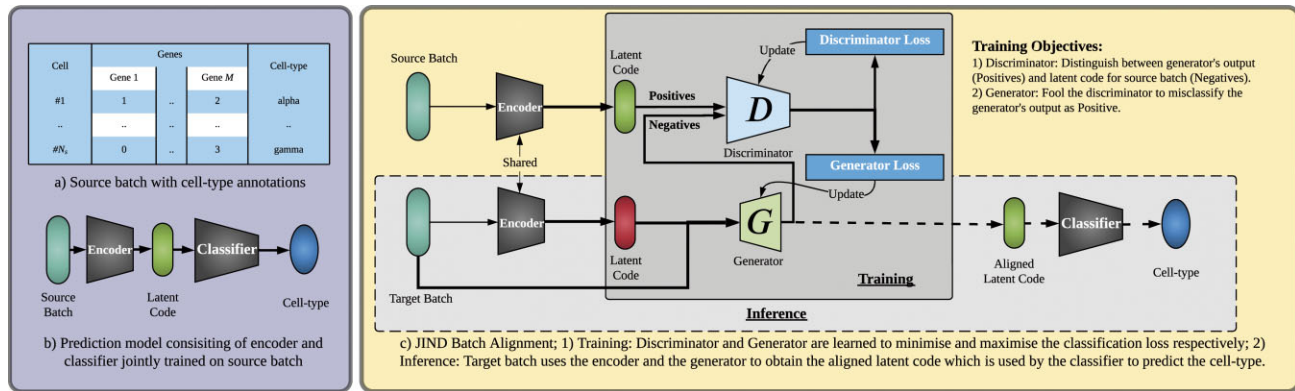 Genes
Cell
Cell-type
Gene 1
Gene M
#1
1
..
2
alpha
..
..
..
..
#Ns
0
..
3
gamma
a) Source batch with cell-type annotations
Encoder
Classifier
Source
Batch
Latent
Code
Cell-type
b) Prediction model consisiting of encoder and
classifier jointly trained on source batch
Source Batch
Encoder
Latent
Code
Positives
Negatives
D
Discriminator
Update
Discriminator Loss
Generator Loss
Update
Shared
Encoder
Target Batch
Latent
Code
G
Generator
Training
Inference
Aligned
Latent Code
Classifier
Cell-type
Training Objectives:
1) Discriminator: Distinguish between generator's output
(Positives) and latent code for source batch (Negatives).
2) Generator: Fool the discriminator to misclassify the
generator's output as Positive.
c) JIND Batch Alignment; 1) Training: Discriminator and Generator are learned to minimise and maximise the classification loss respectively; 2)
Inference: Target batch uses the encoder and the generator to obtain the aligned latent code which is used by the classifier to predict the cell-type.